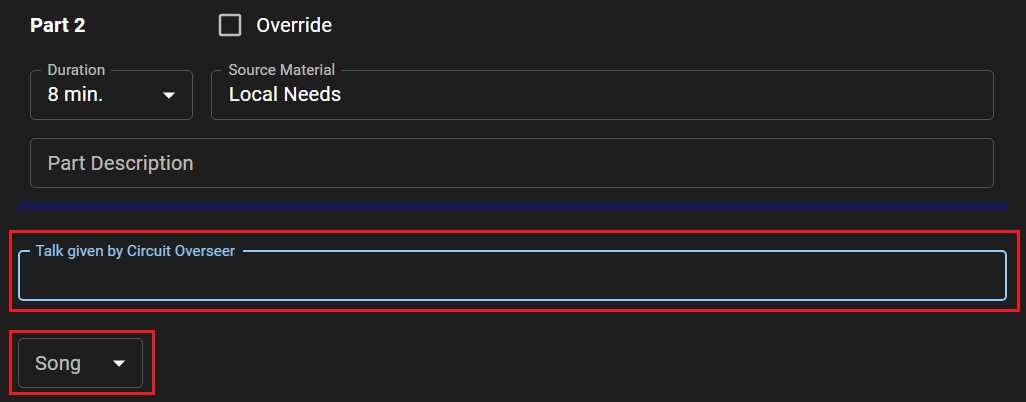 Part 2
Override
Duration
Source Material
8 min.
Local Needs
Part Description
Talk given by Circuit Overseer
Song